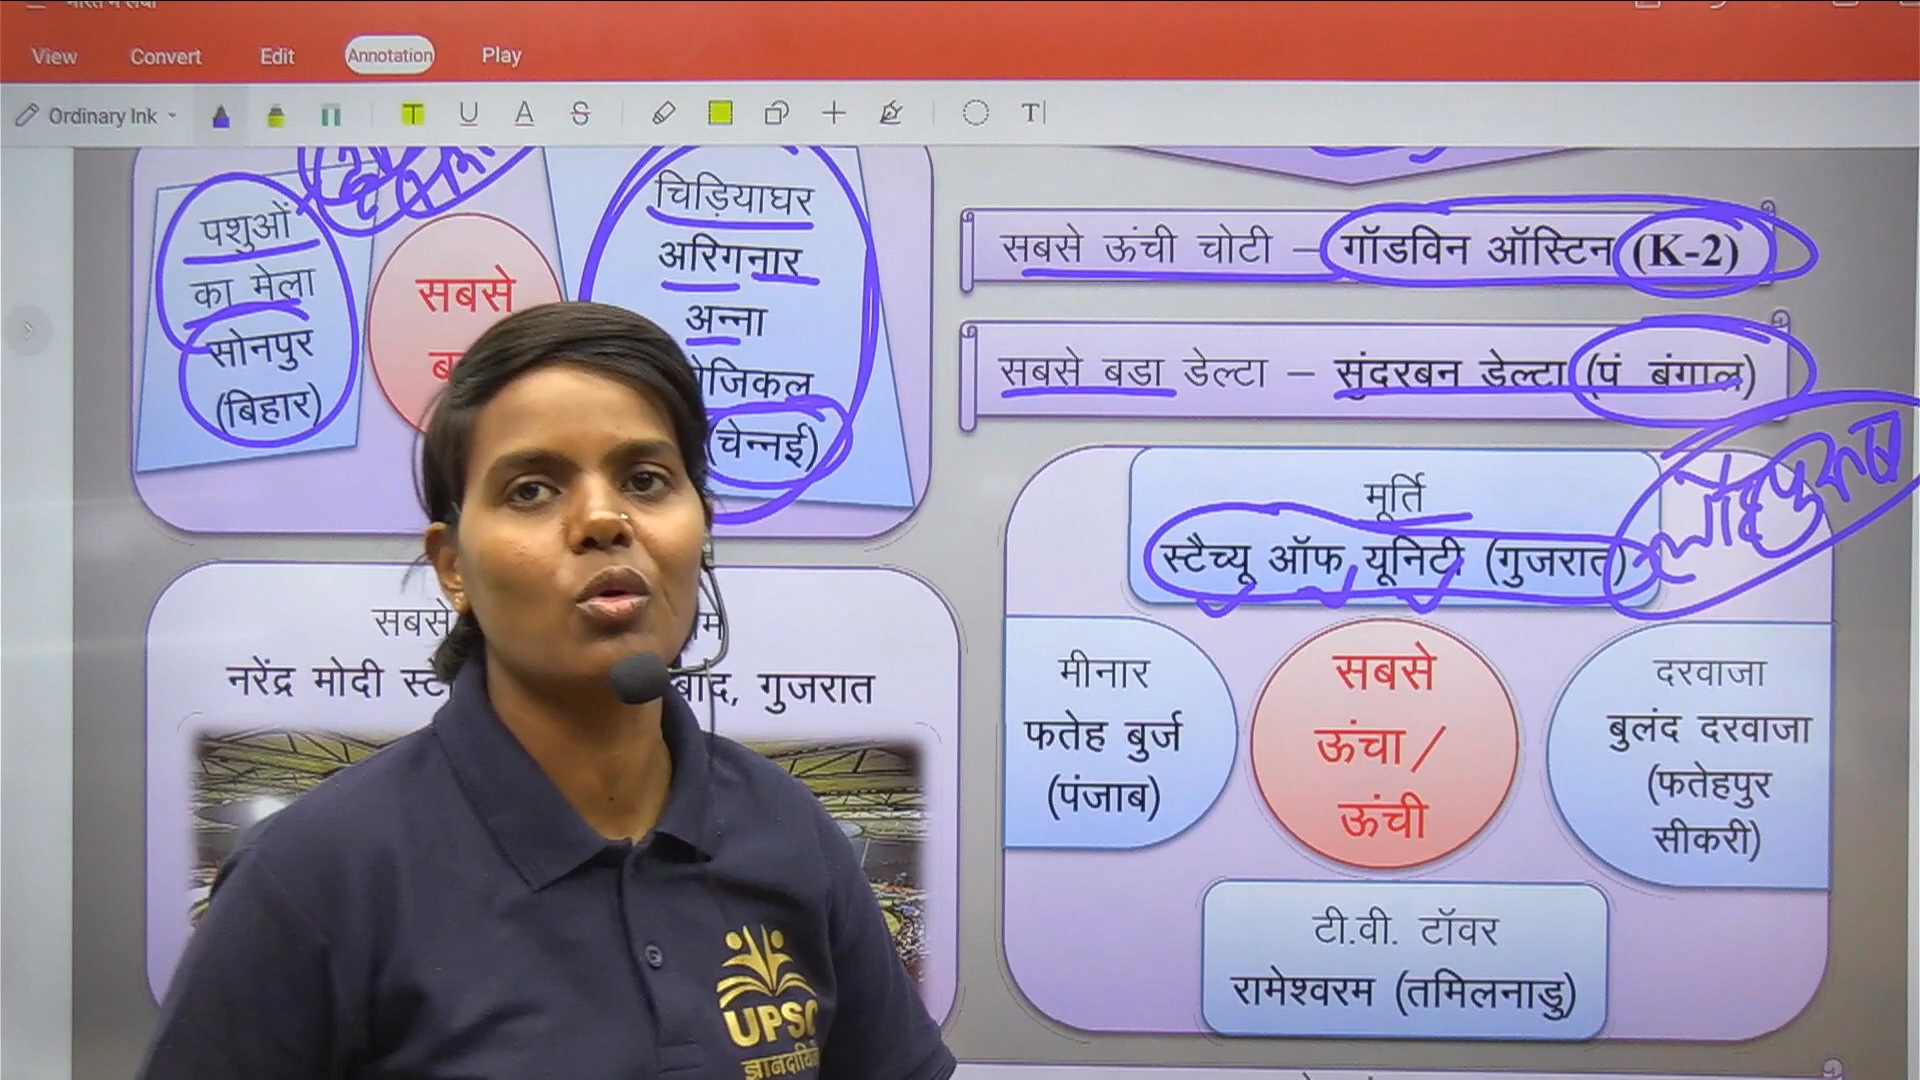 View Convert Edit Annotation Play
Ordinary Ink
चिड़ियाघर
अरिगनार
अन्ना
(चेन्नई)
पशुओं
का मेला
सोनपुर
(बिहार)
सबसे
सबसे ऊंची चोटी – गॉडविन ऑस्टिन (K-2)
सबसे बडा डेल्टा – सुंदरबन डेल्टा (पं बंगाल)
मूर्ति
स्टैच्यू ऑफ यूनिटी (गुजरात)
लौहपुरुष
सबसे
नरेंद्र मोदी गुजरात
मीनार
फतेह बुर्ज
(पंजाब)
सबसे
ऊंचा/
ऊंची
दरवाजा
बुलंद दरवाजा
(फतेहपुर
सीकरी)
टी.वी. टॉवर
रामेश्वरम (तमिलनाडु)
UPSC